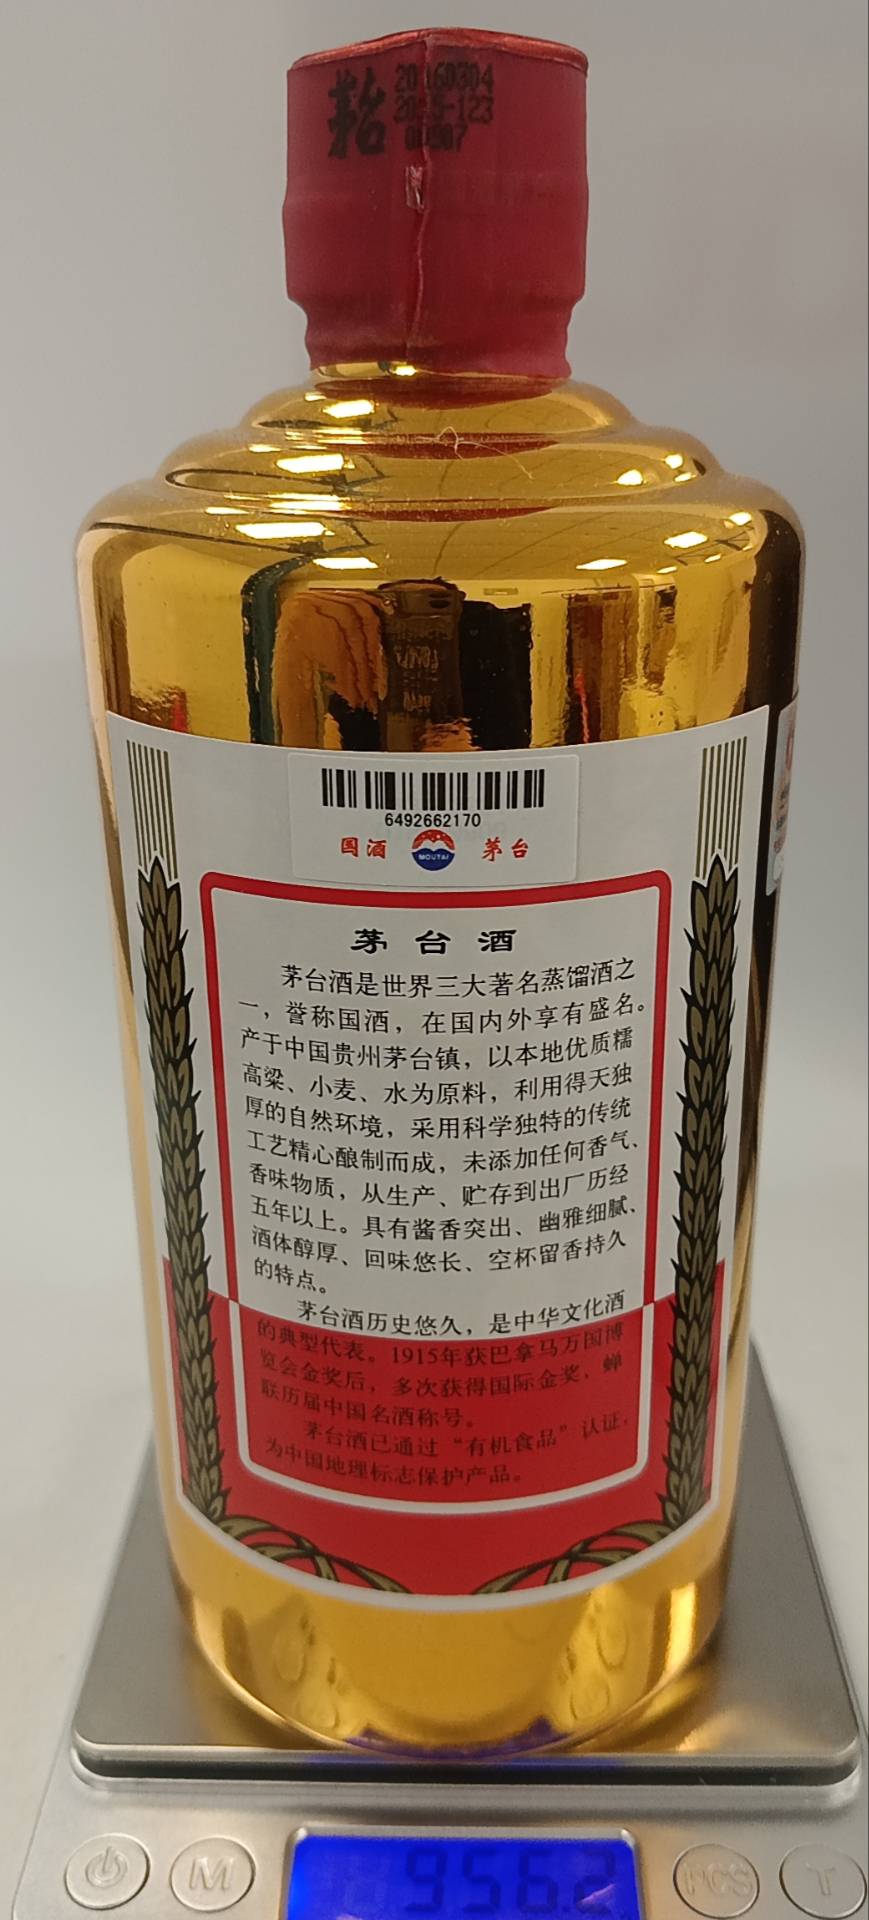 茅台
20160304
2015-123
6492662170
国酒 MOUTAI 茅台
茅台酒
茅台酒是世界三大著名蒸馏酒之
一，誉称国酒，在国内外享有盛名。
产于中国贵州茅台镇，以本地优质糯
高粱、小麦、水为原料，利用得天独
厚的自然环境，采用科学独特的传统
工艺精心酿制而成，未添加任何香气、
香味物质，从生产、贮存到出厂历经
五年以上。具有酱香突出、幽雅细腻、
酒体醇厚、回味悠长、空杯留香持久
的特点。
茅台酒历史悠久，是中华文化酒
的典型代表。1915年获巴拿马万国博
览会金奖后，多次获得国际金奖，蝉
联历届中国名酒称号。
茅台酒已通过“有机食品”认证，
为中国地理标志保护产品。
956.2
M
PCS
T